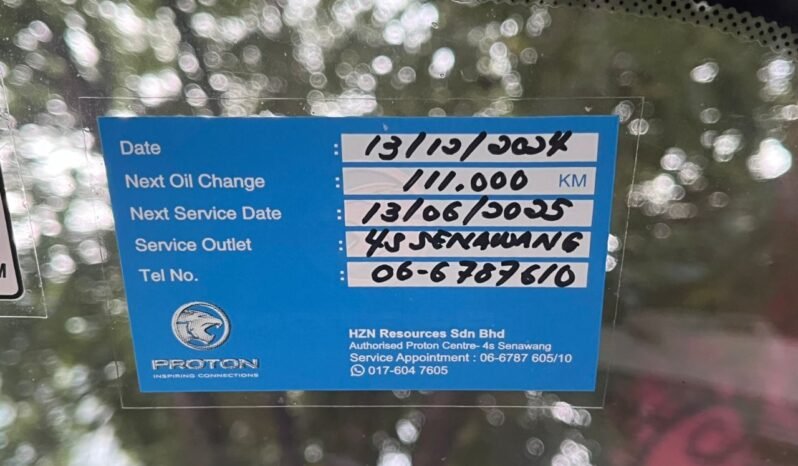 Date : 13/12/2024
Next Oil Change : 111.000 KM
Next Service Date : 13/06/2025
Service Outlet : 4S SENAWANG
Tel No. : 06-6787610
PROTON
INSPIRING CONNECTIONS
HZN Resources Sdn Bhd
Authorised Proton Centre- 4s Senawang
Service Appointment : 06-6787 605/10
017-604 7605
M